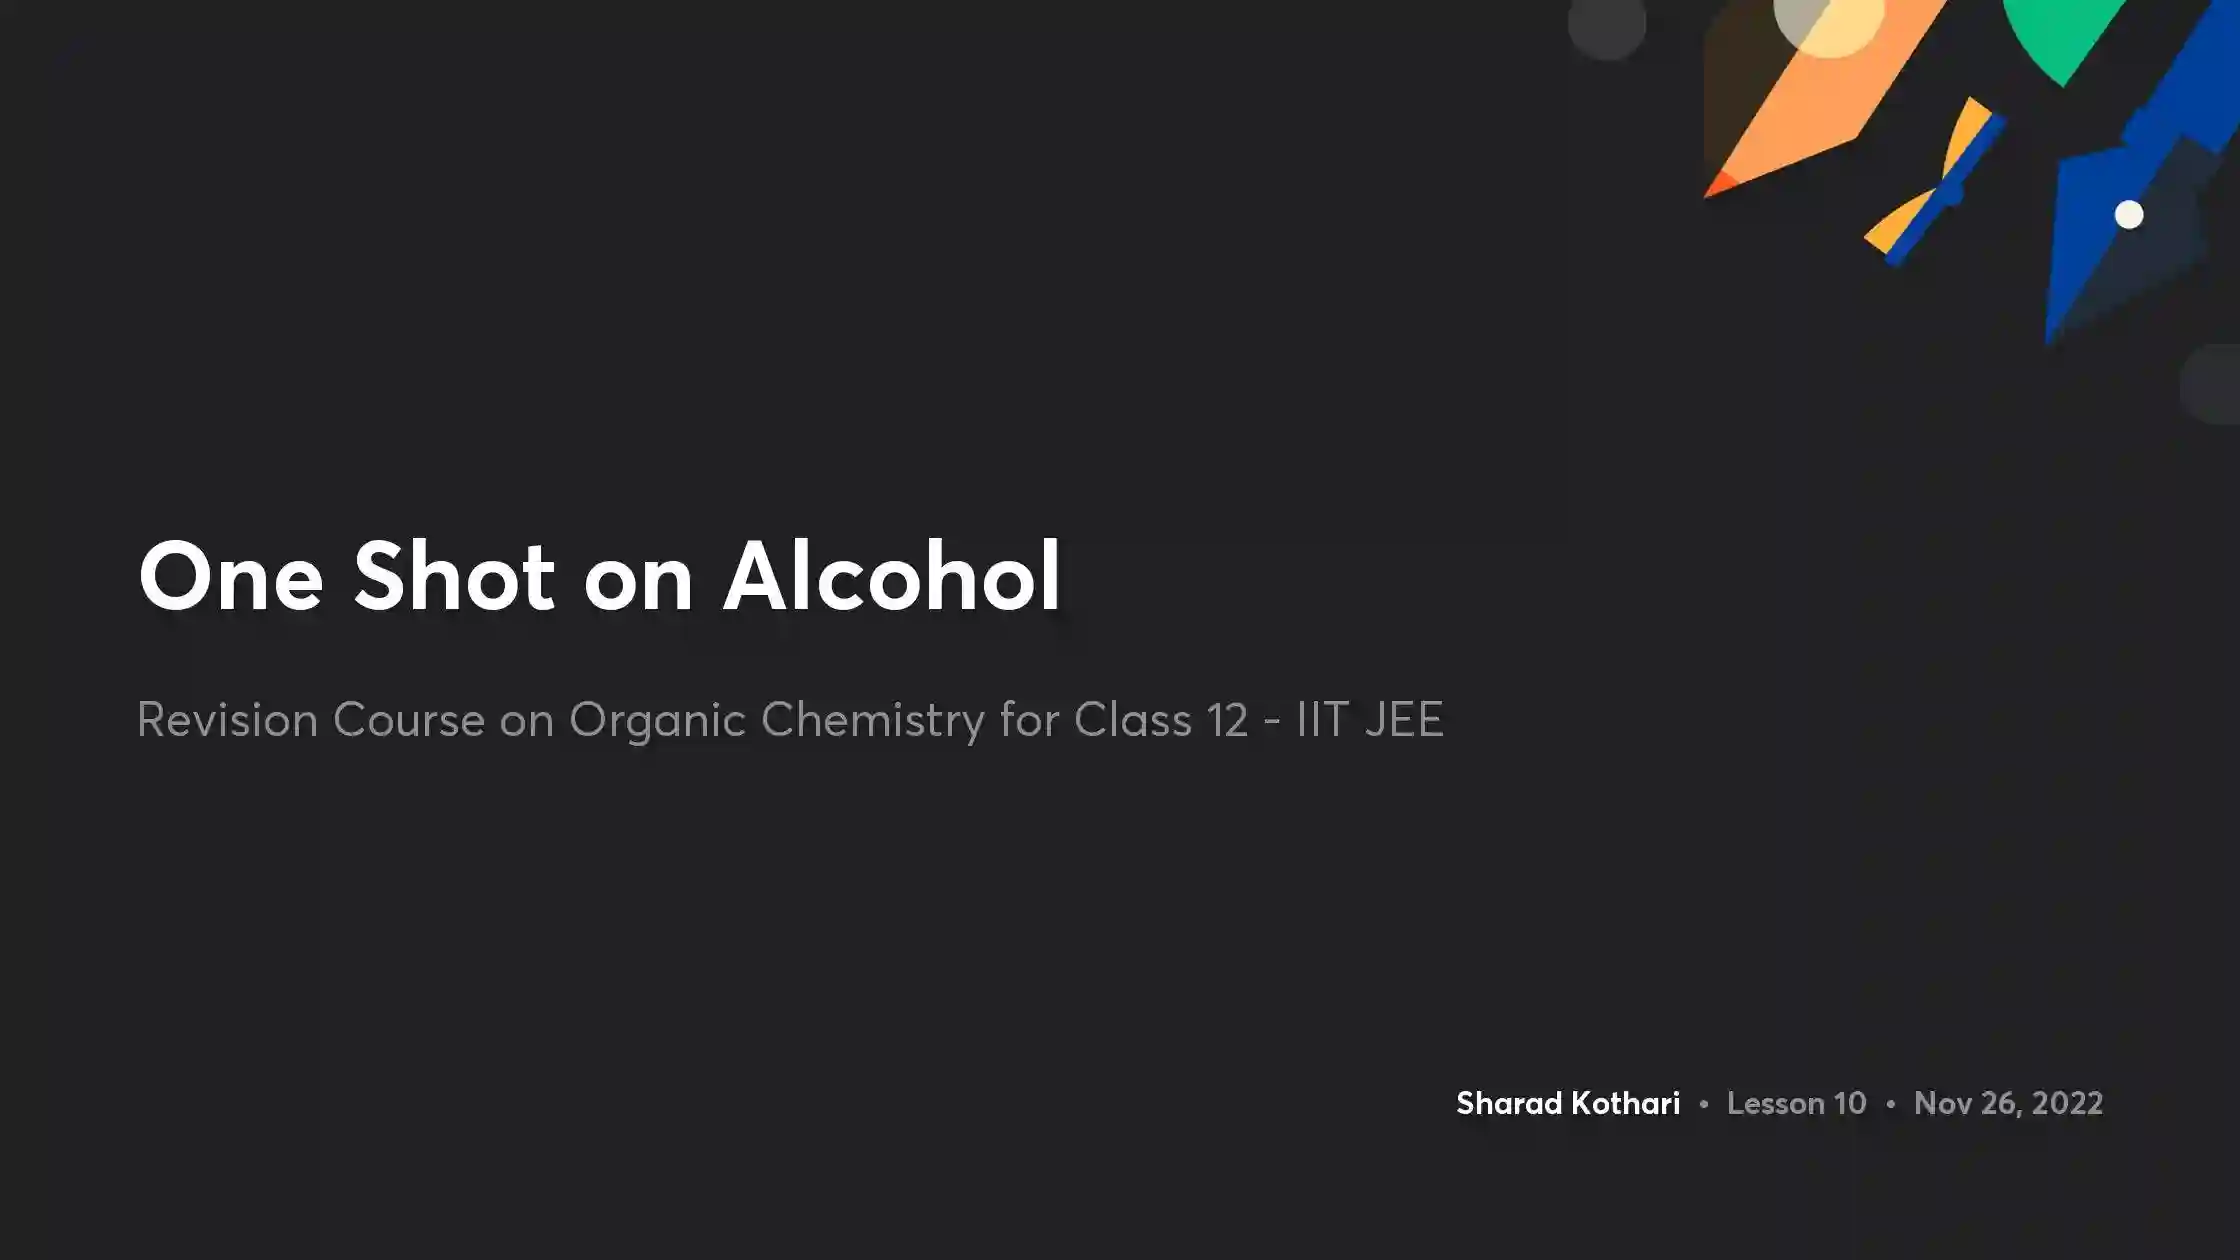 One Shot on Alcohol
Revision Course on Organic Chemistry for Class 12 - IIT JEE
Sharad Kothari • Lesson 10 • Nov 26, 2022